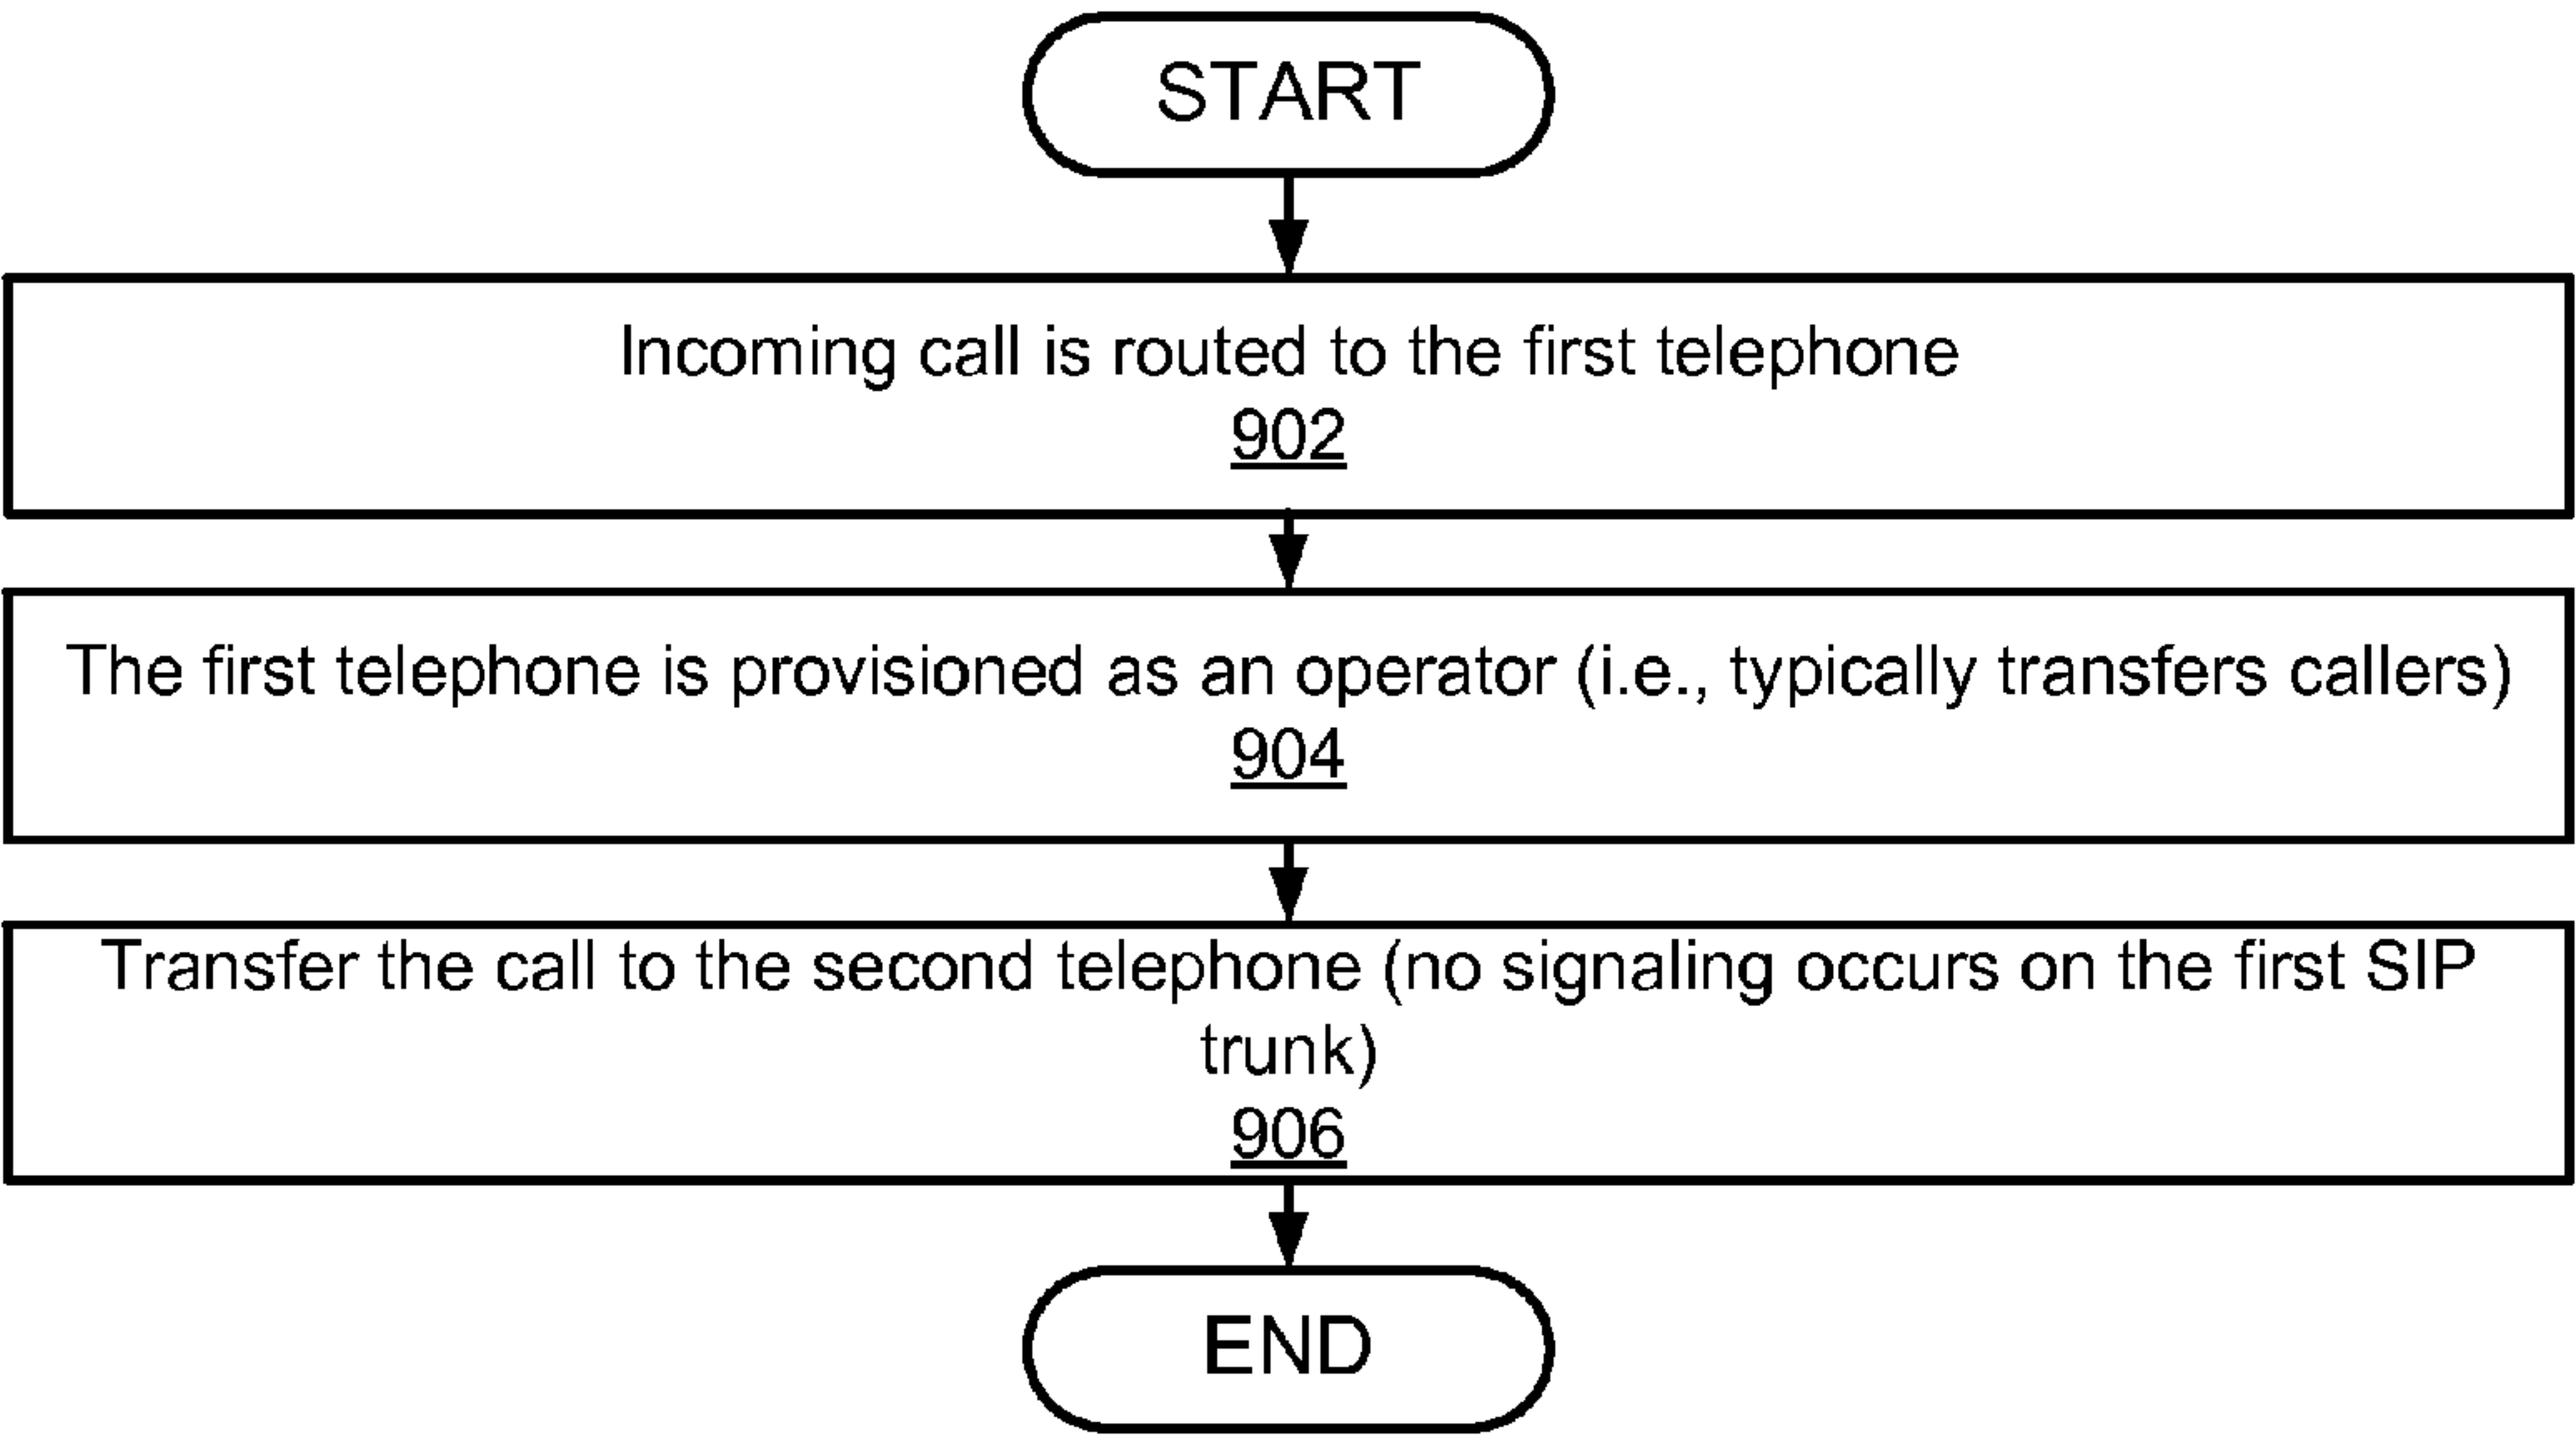 START
Incoming call is routed to the first telephone
902
The first telephone is provisioned as an operator (i.e., typically transfers callers)
904
Transfer the call to the second telephone (no signaling occurs on the first SIP
trunk)
906
END